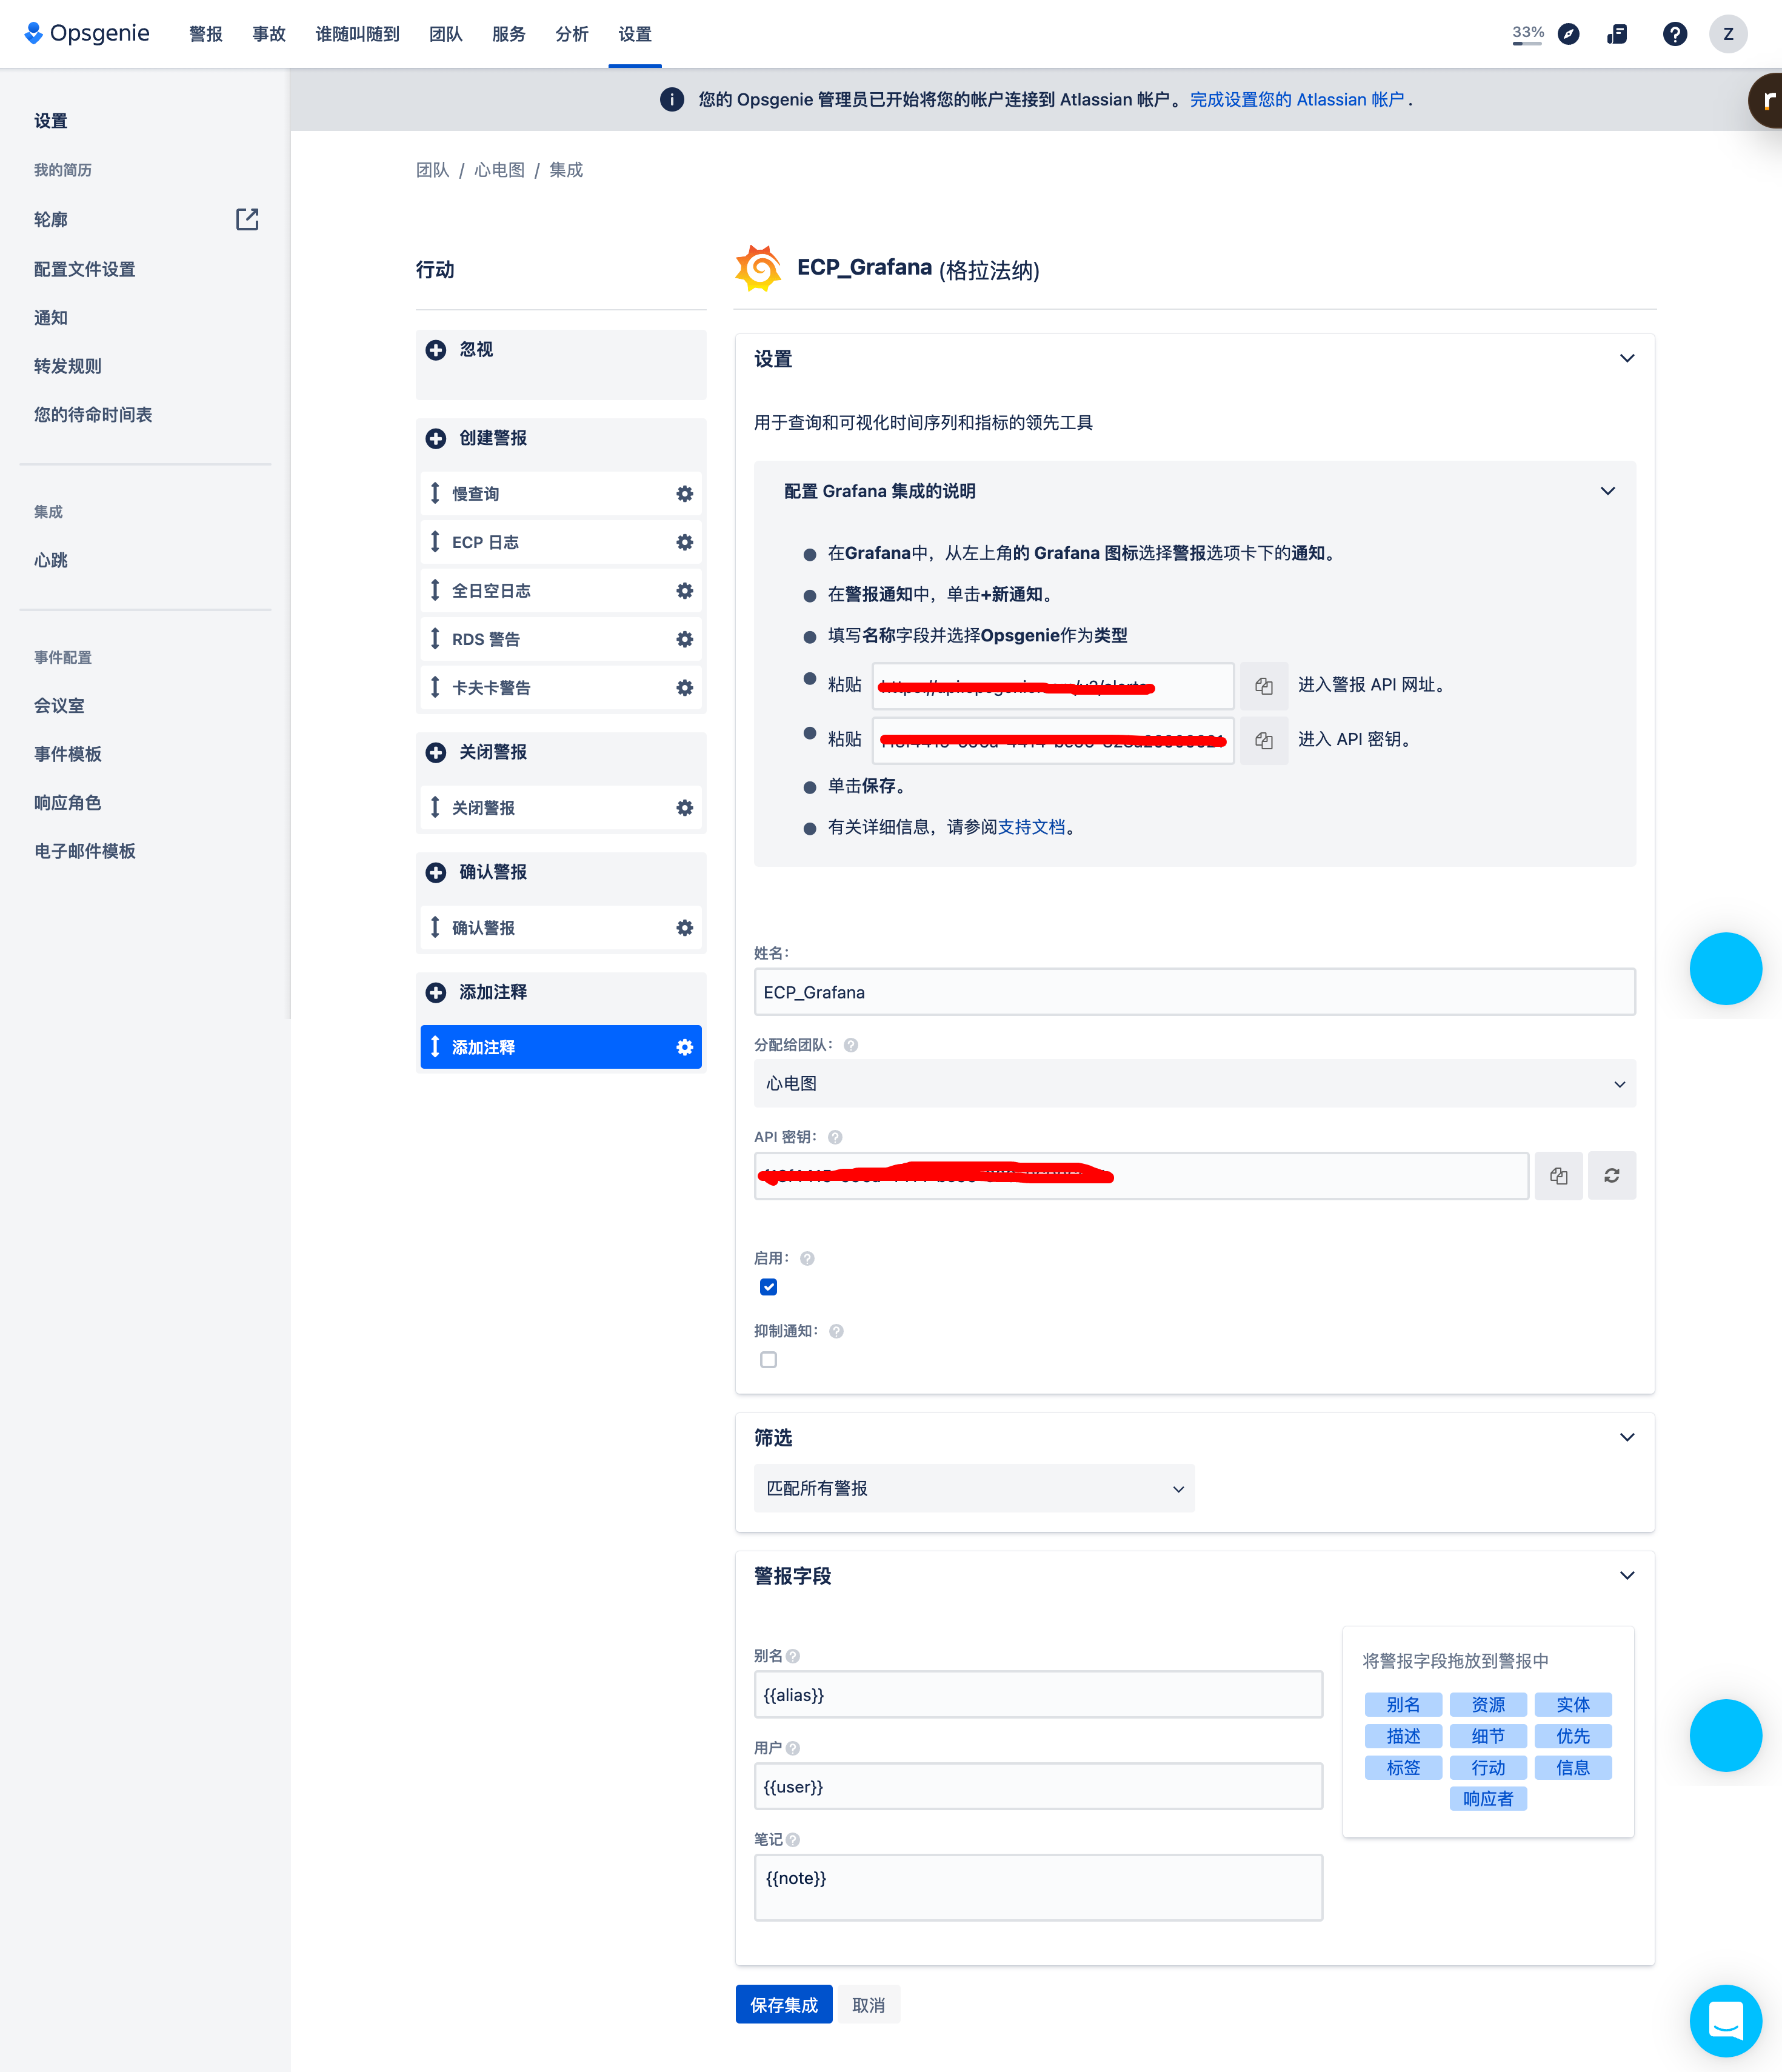 Opsgenie
警报 事故 谁随叫随到 团队 服务 分析 设置
33%
Z
您的 Opsgenie 管理员已开始将您的帐户连接到 Atlassian 帐户。 完成设置您的 Atlassian 帐户 .
r
设置
我的简历
轮廓
配置文件设置
通知
转发规则
您的待命时间表
集成
心跳
事件配置
会议室
事件模板
响应角色
电子邮件模板
团队 / 心电图 / 集成
行动
忽视
创建警报
慢查询
ECP 日志
全日空日志
RDS 警告
卡夫卡警告
关闭警报
关闭警报
确认警报
确认警报
添加注释
添加注释
ECP_Grafana (格拉法纳)
设置
用于查询和可视化时间序列和指标的领先工具
配置 Grafana 集成的说明
在Grafana中，从左上角的 Grafana 图标选择警报选项卡下的通知。
在警报通知中，单击+新通知。
填写名称字段并选择Opsgenie作为类型
粘贴 进入警报 API 网址。
粘贴 进入 API 密钥。
单击保存。
有关详细信息，请参阅支持文档。
姓名：
ECP_Grafana
分配给团队：
心电图
API 密钥：
启用：
抑制通知：
筛选
匹配所有警报
警报字段
别名
{{alias}}
用户
{{user}}
笔记
{{note}}
将警报字段拖放到警报中
别名 资源 实体
描述 细节 优先
标签 行动 信息
响应者
保存集成 取消